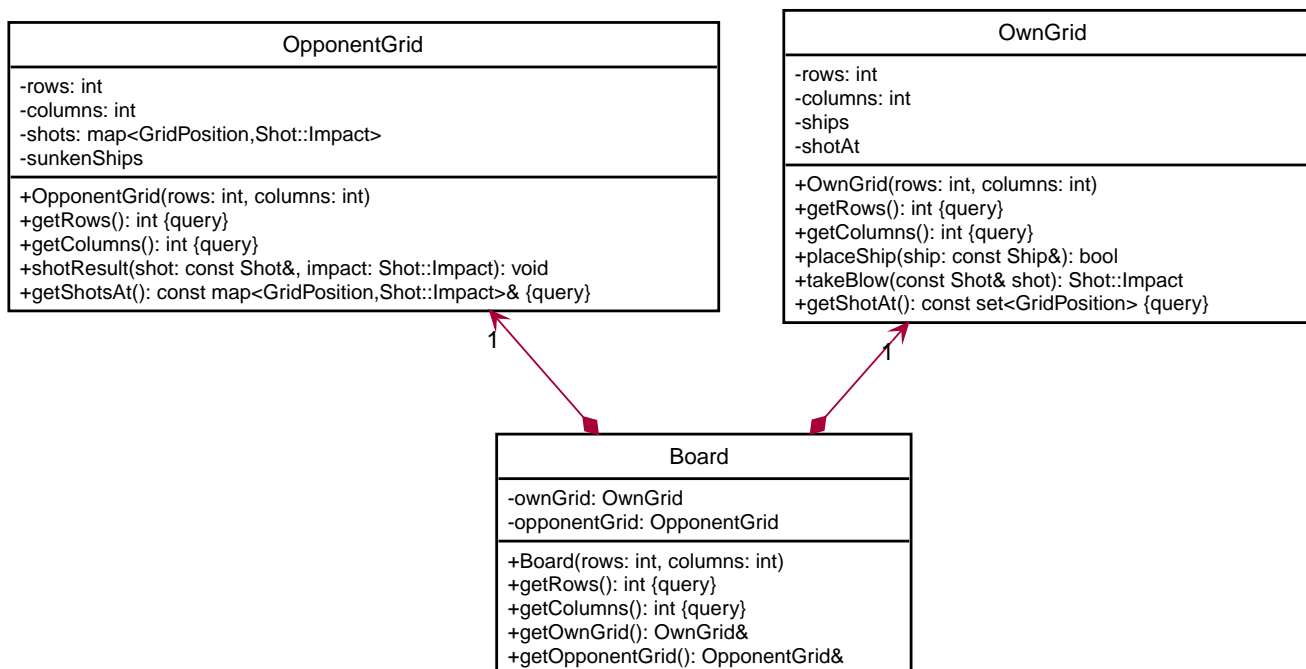 OpponentGrid
-rows: int
-columns: int
-shots: map<GridPosition,Shot::Impact>
-sunkenShips
+OpponentGrid(rows: int, columns: int)
+getRows(): int {query}
+getColumns(): int {query}
+shotResult(shot: const Shot&, impact: Shot::Impact): void
+getShotsAt(): const map<GridPosition,Shot::Impact>& {query}
OwnGrid
-rows: int
-columns: int
-ships
-shotAt
+OwnGrid(rows: int, columns: int)
+getRows(): int {query}
+getColumns(): int {query}
+placeShip(ship: const Ship&): bool
+takeBlow(const Shot& shot): Shot::Impact
+getShotAt(): const set<GridPosition> {query}
1
1
Board
-ownGrid: OwnGrid
-opponentGrid: OpponentGrid
+Board(rows: int, columns: int)
+getRows(): int {query}
+getColumns(): int {query}
+getOwnGrid(): OwnGrid&
+getOpponentGrid(): OpponentGrid&